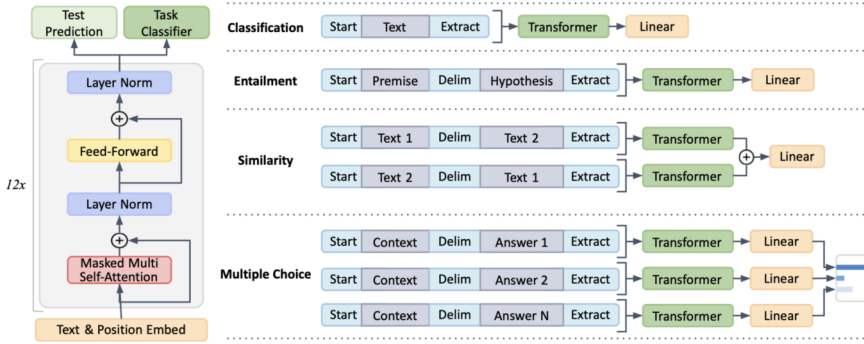 Test
Prediction
Task
Classifier
12x
Layer Norm
+
Feed-Forward
Layer Norm
+
Masked Multi
Self-Attention
Text & Position Embed
Classification
Start Text Extract
Transformer
Linear
Entailment
Start Premise Delim Hypothesis Extract
Transformer
Linear
Similarity
Start Text 1 Delim Text 2 Extract
Transformer
Start Text 2 Delim Text 1 Extract
Transformer
+
Linear
Multiple Choice
Start Context Delim Answer 1 Extract
Transformer
Linear
Start Context Delim Answer 2 Extract
Transformer
Linear
Start Context Delim Answer N Extract
Transformer
Linear